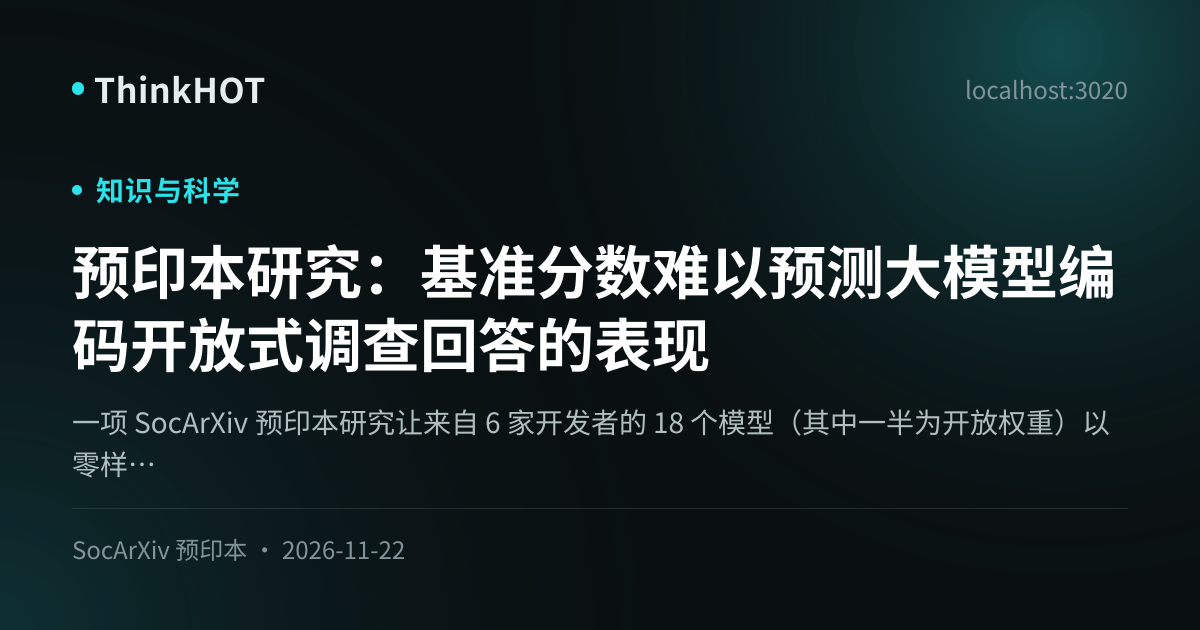 ThinkHOT
localhost:3020
知识与科学
预印本研究：基准分数难以预测大模型编
码开放式调查回答的表现
一项 SocArXiv 预印本研究让来自 6 家开发者的 18 个模型（其中一半为开放权重）以
零样…
SocArXiv 预印本 · 2026-11-22